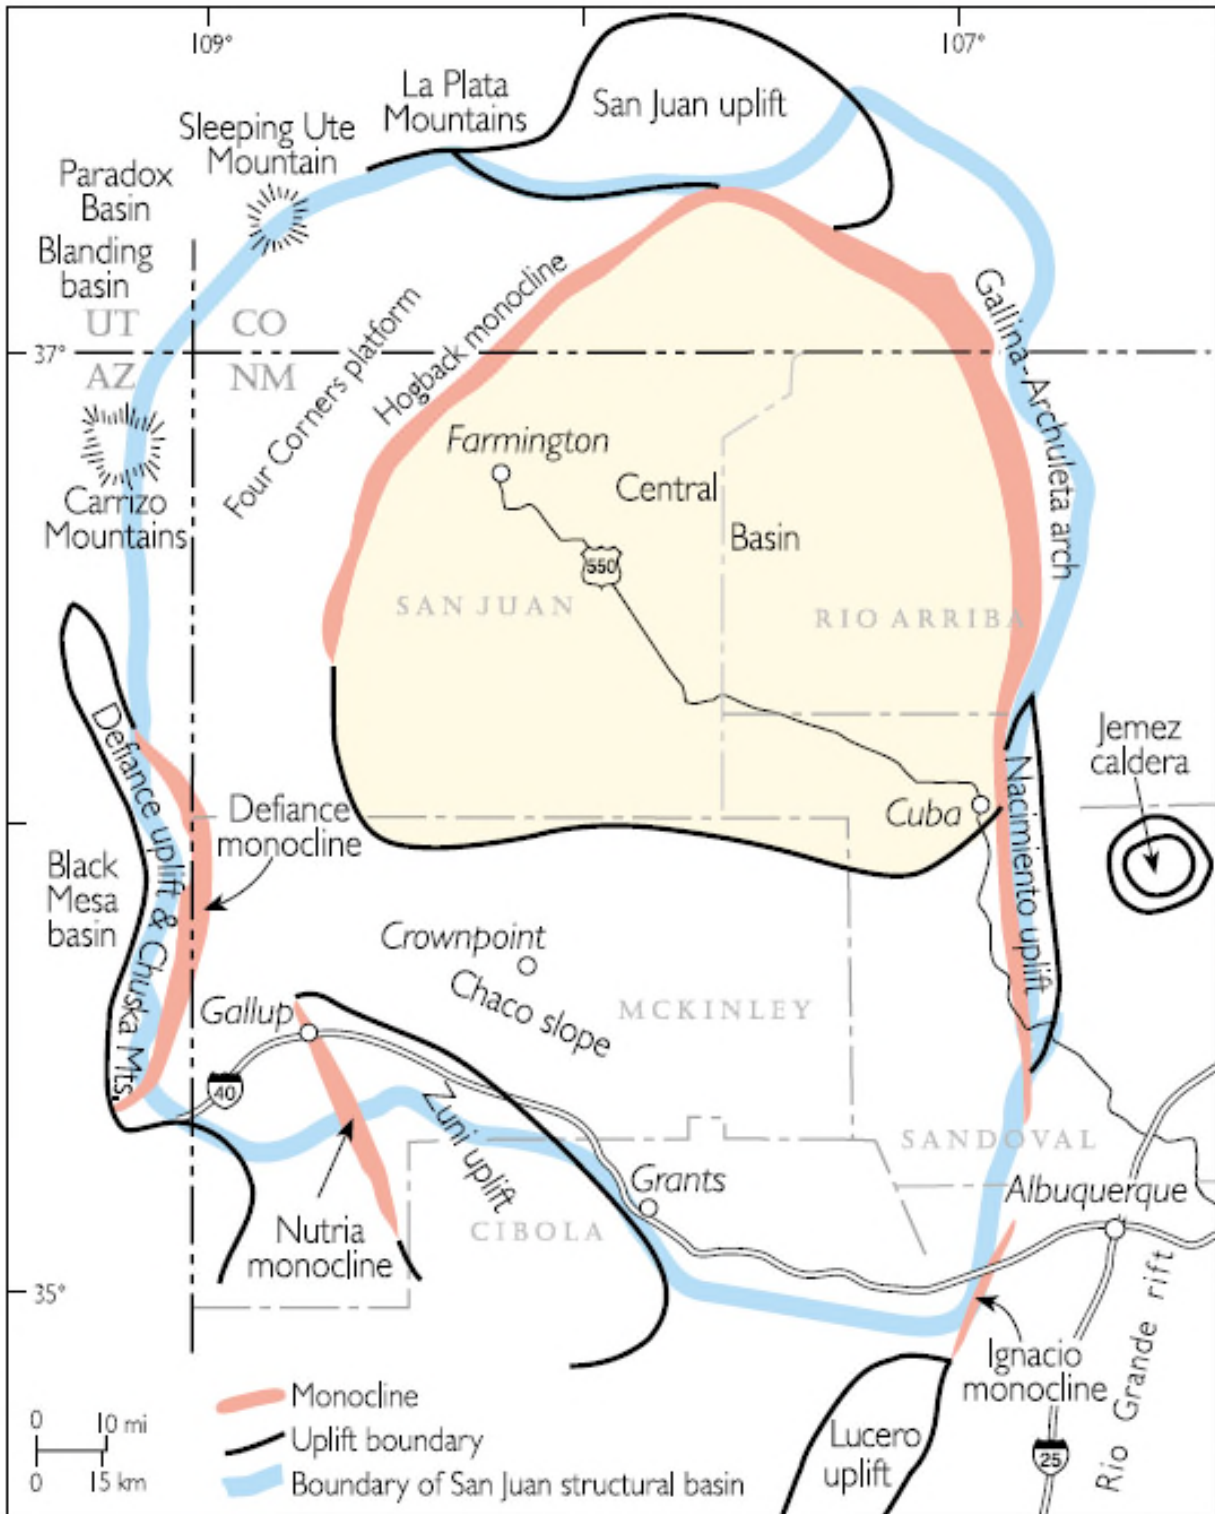 109°
107°
La Plata
Mountains
San Juan uplift
Sleeping Ute
Mountain
Paradox
Basin
Blanding
basin
UT
CO
37°
AZ
NM
Four Corners platform
Hogback monocline
Gallina-Archuleta arch
Carrizo
Mountains
Farmington
Central
Basin
550
SAN JUAN
RIO ARRIBA
Defiance uplift & Chuska Mts.
Defiance
monocline
Black
Mesa
basin
Cuba
Nacimiento uplift
Jemez
caldera
Crownpoint
Chaco slope
MCKINLEY
Gallup
40
Zuni uplift
SANDOVAL
Grants
Albuquerque
CIBOLA
Nutria
monocline
35°
Ignacio
monocline
Rio Grande rift
Lucero
uplift
25
0 10 mi
0 15 km
Monocline
Uplift boundary
Boundary of San Juan structural basin